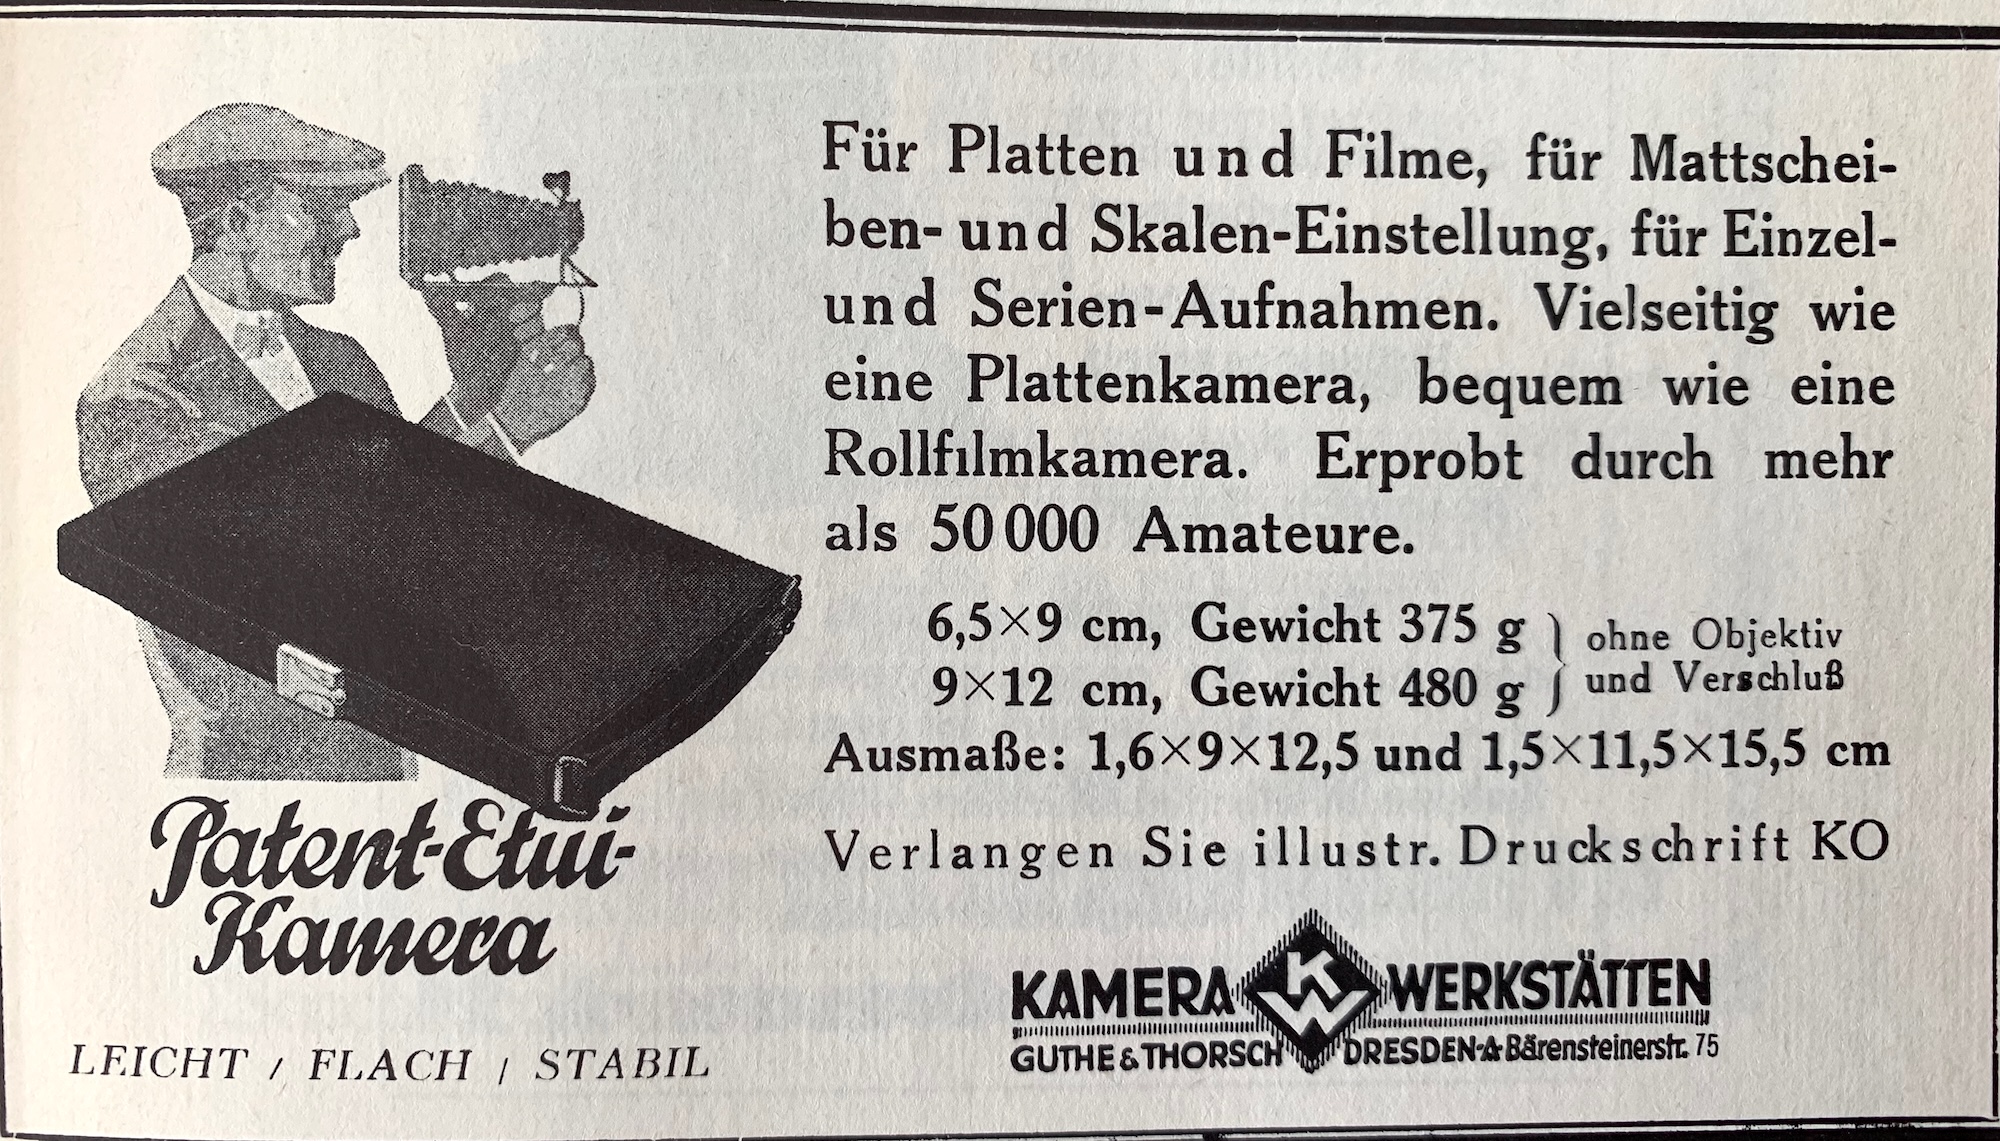 Für Platten und Filme, für Mattschei-
ben- und Skalen-Einstellung, für Einzel-
und Serien-Aufnahmen. Vielseitig wie
eine Plattenkamera, bequem wie eine
Rollfilmkamera. Erprobt durch mehr
als 50 000 Amateure.
6,5×9 cm, Gewicht 375 g } ohne Objektiv
9×12 cm, Gewicht 480 g } und Verschluß
Ausmaße: 1,6×9×12,5 und 1,5×11,5×15,5 cm
Verlangen Sie illustr. Druckschrift KO
Patent-Etui-
Kamera
LEICHT / FLACH / STABIL
KAMERA KW WERKSTÄTTEN
GUTHE & THORSCH DRESDEN-A Bärensteinerstr. 75